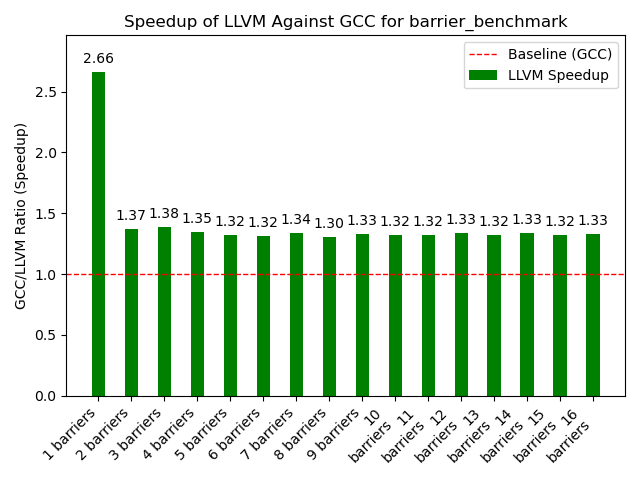 Speedup of LLVM Against GCC for barrier_benchmark
GCC/LLVM Ratio (Speedup)
2.5
2.0
1.5
1.0
0.5
0.0
Baseline (GCC)
LLVM Speedup
2.66
1.37
1.38
1.35
1.32
1.32
1.34
1.30
1.33
1.32
1.32
1.33
1.32
1.33
1.32
1.33
1 barriers
2 barriers
3 barriers
4 barriers
5 barriers
6 barriers
7 barriers
8 barriers
9 barriers
10
barriers
11
barriers
12
barriers
13
barriers
14
barriers
15
barriers
16
barriers